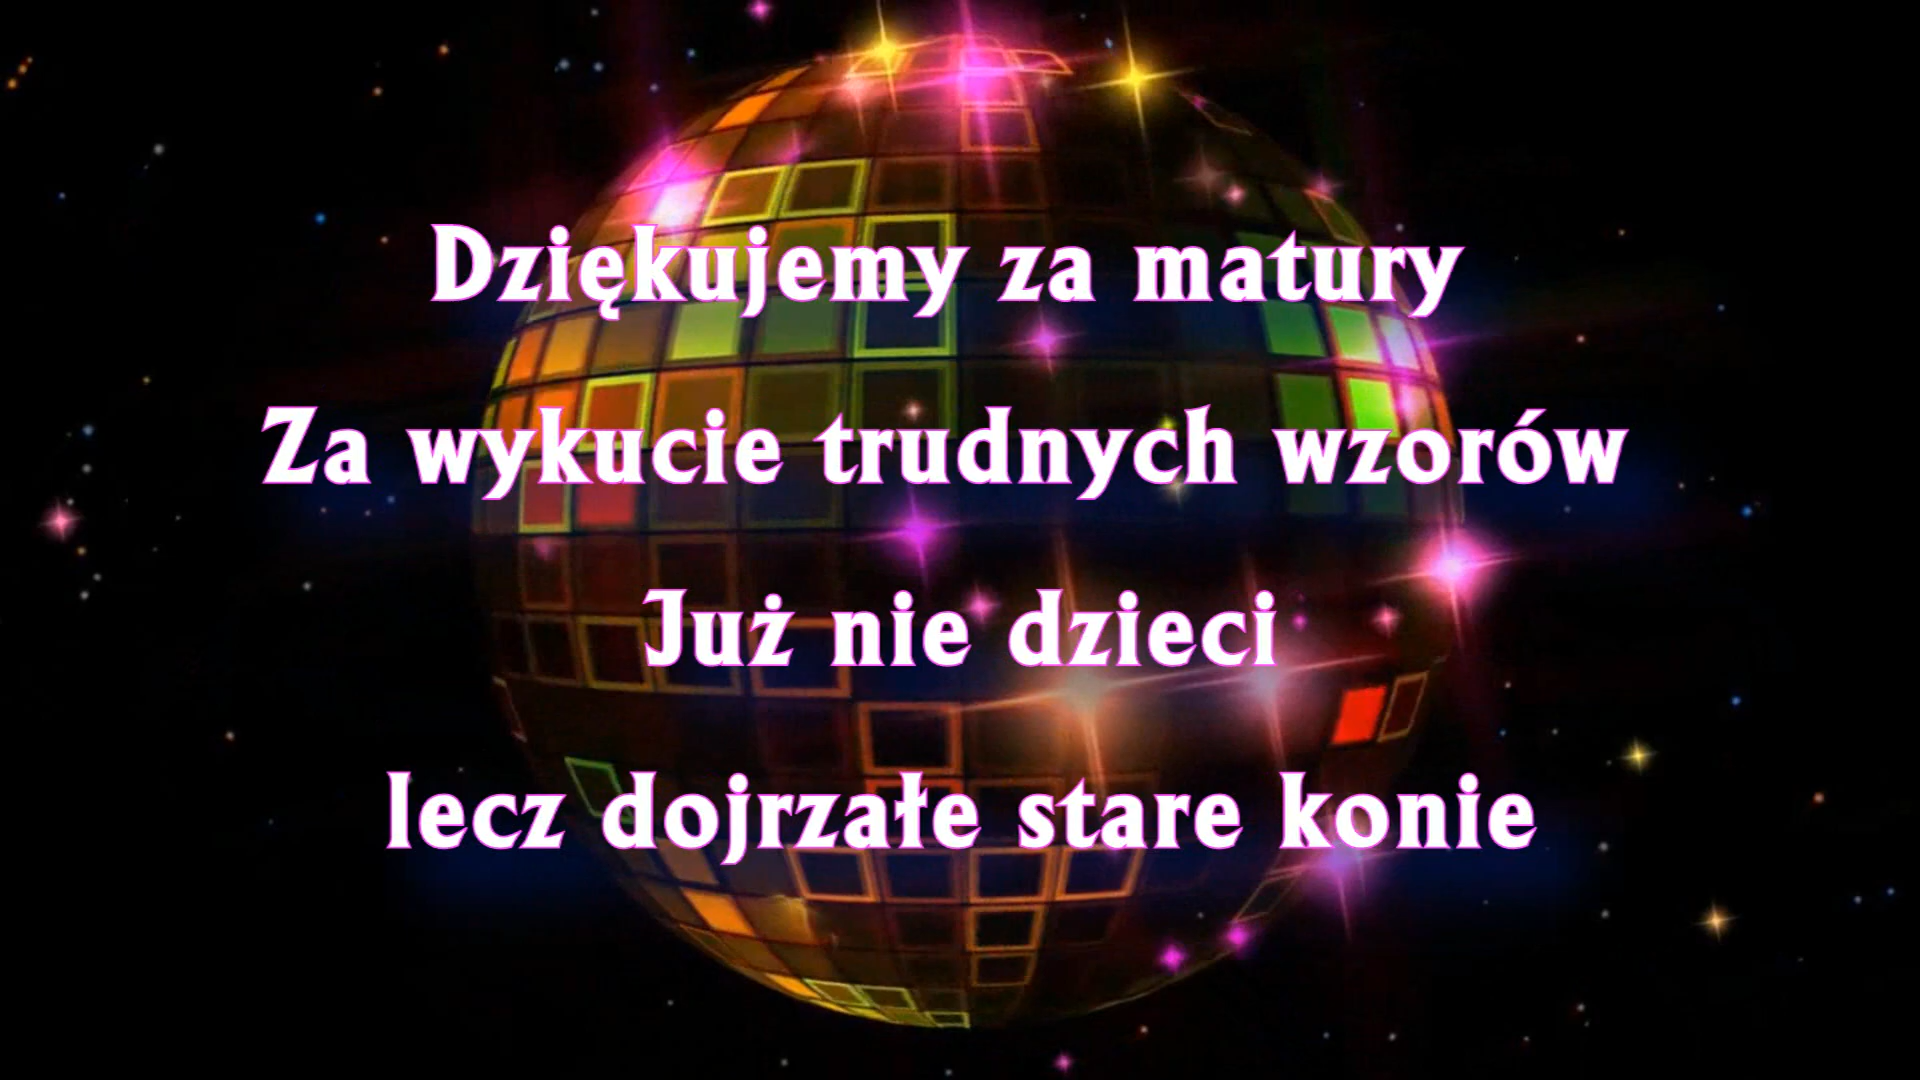 Dziękujemy za matury
Za wykucie trudnych wzorów
Już nie dzieci
lecz dojrzałe stare konie